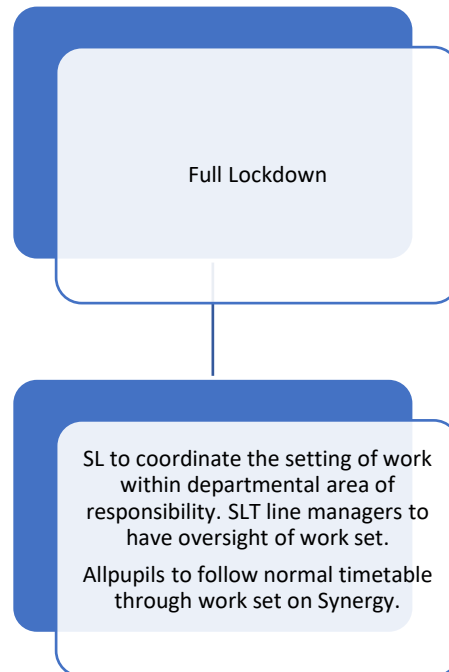 Full Lockdown
SL to coordinate the setting of work
within departmental area of
responsibility. SLT line managers to
have oversight of work set.
Allpupils to follow normal timetable
through work set on Synergy.